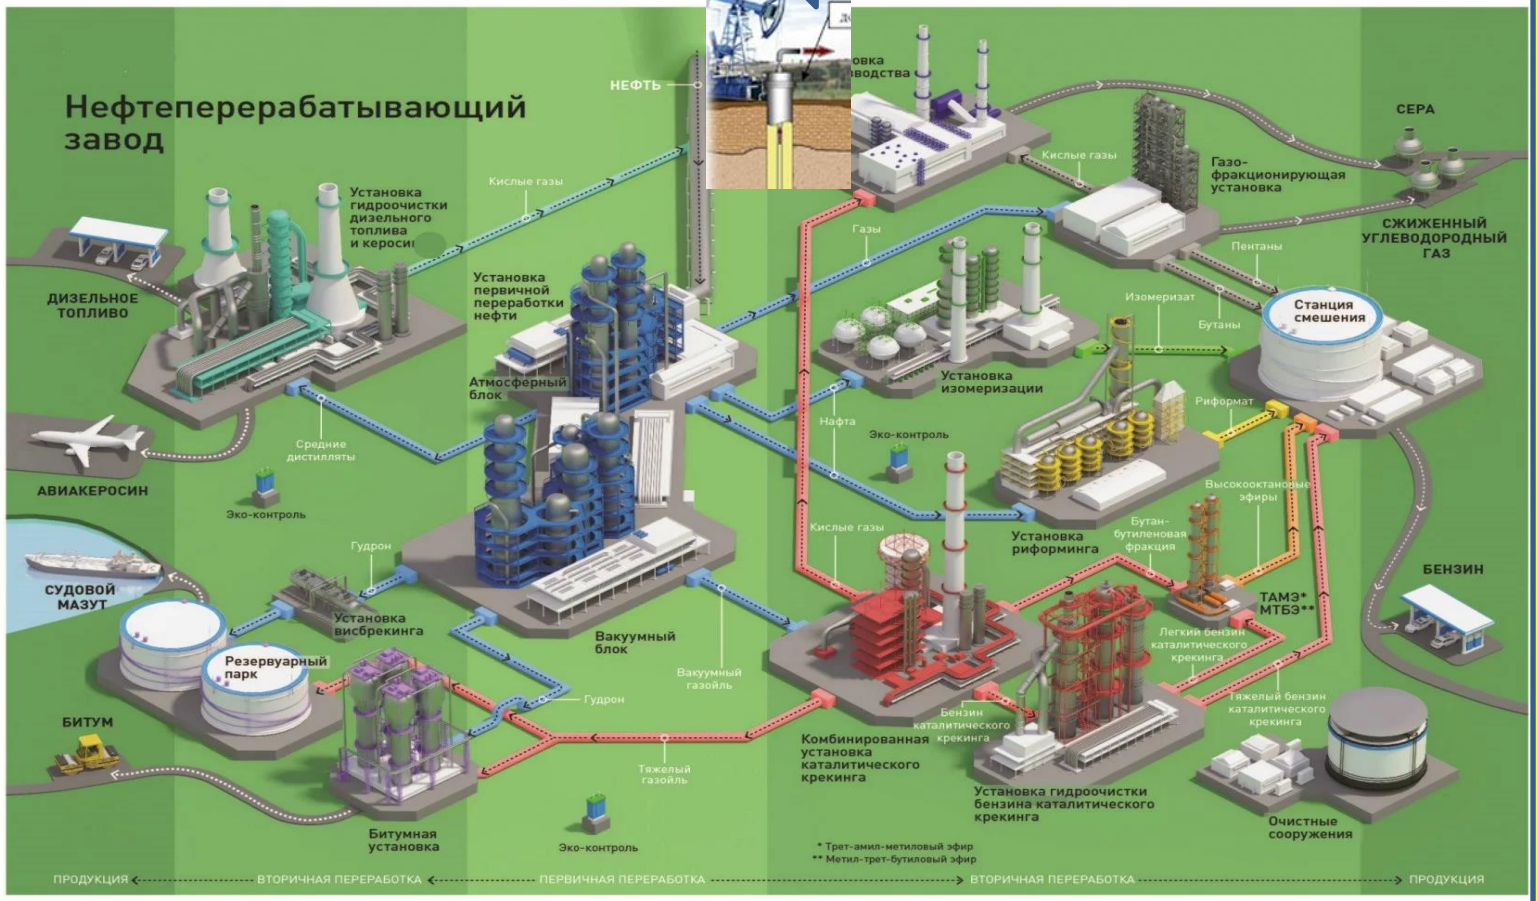 Нефтеперерабатывающий
завод
НЕФТЬ
Кислые газы
Установка
гидроочистки
дизельного
топлива
ДИЗЕЛЬНОЕ
ТОПЛИВО
Установка
первичной
переработки
нефти
Атмосферный
блок
Средние
дистилляты
АВИАКЕРОСИН
Эко-контроль
СУДОВОЙ
МАЗУТ
Гудрон
Установка
висбрекинга
Резервуарный
парк
Вакуумный
блок
Вакуумный
газойль
Гудрон
БИТУМ
Тяжелый
газойль
Битумная
установка
Эко-контроль
Кислые газы
Газо-
фракционирующая
установка
СЕРА
СЖИЖЕННЫЙ
УГЛЕВОДОРОДНЫЙ
ГАЗ
Газы
Пентаны
Изомеризат
Бутаны
Станция
смешения
Установка
изомеризации
Нафта
Эко-контроль
Риформат
Высокооктановые
эфиры
Кислые газы
Установка
риформинга
Бутан-
бутиленовая
фракция
ТАМЭ*
МТБЭ**
БЕНЗИН
Легкий бензин
каталитического
крекинга
Тяжелый бензин
каталитического
крекинга
Бензин
каталитического
крекинга
Комбинированная
установка
каталитического
крекинга
Установка гидроочистки
бензина каталитического
крекинга
Очистные
сооружения
* Трет-амил-метиловый эфир
** Метил-трет-бутиловый эфир
ПРОДУКЦИЯ ВТОРИЧНАЯ ПЕРЕРАБОТКА ПЕРВИЧНАЯ ПЕРЕРАБОТКА ВТОРИЧНАЯ ПЕРЕРАБОТКА ПРОДУКЦИЯ